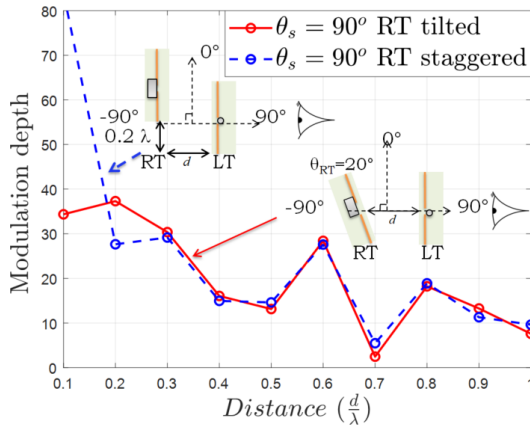 80
70
60
50
40
30
20
10
0
Modulation depth
θs = 90° RT tilted
θs = 90° RT staggered
0°
-90°
90°
0.2 λ
RT
d
LT
0°
θRT=20°
-90°
d
90°
RT
LT
0.1 0.2 0.3 0.4 0.5 0.6 0.7 0.8 0.9 1
Distance (d/λ)